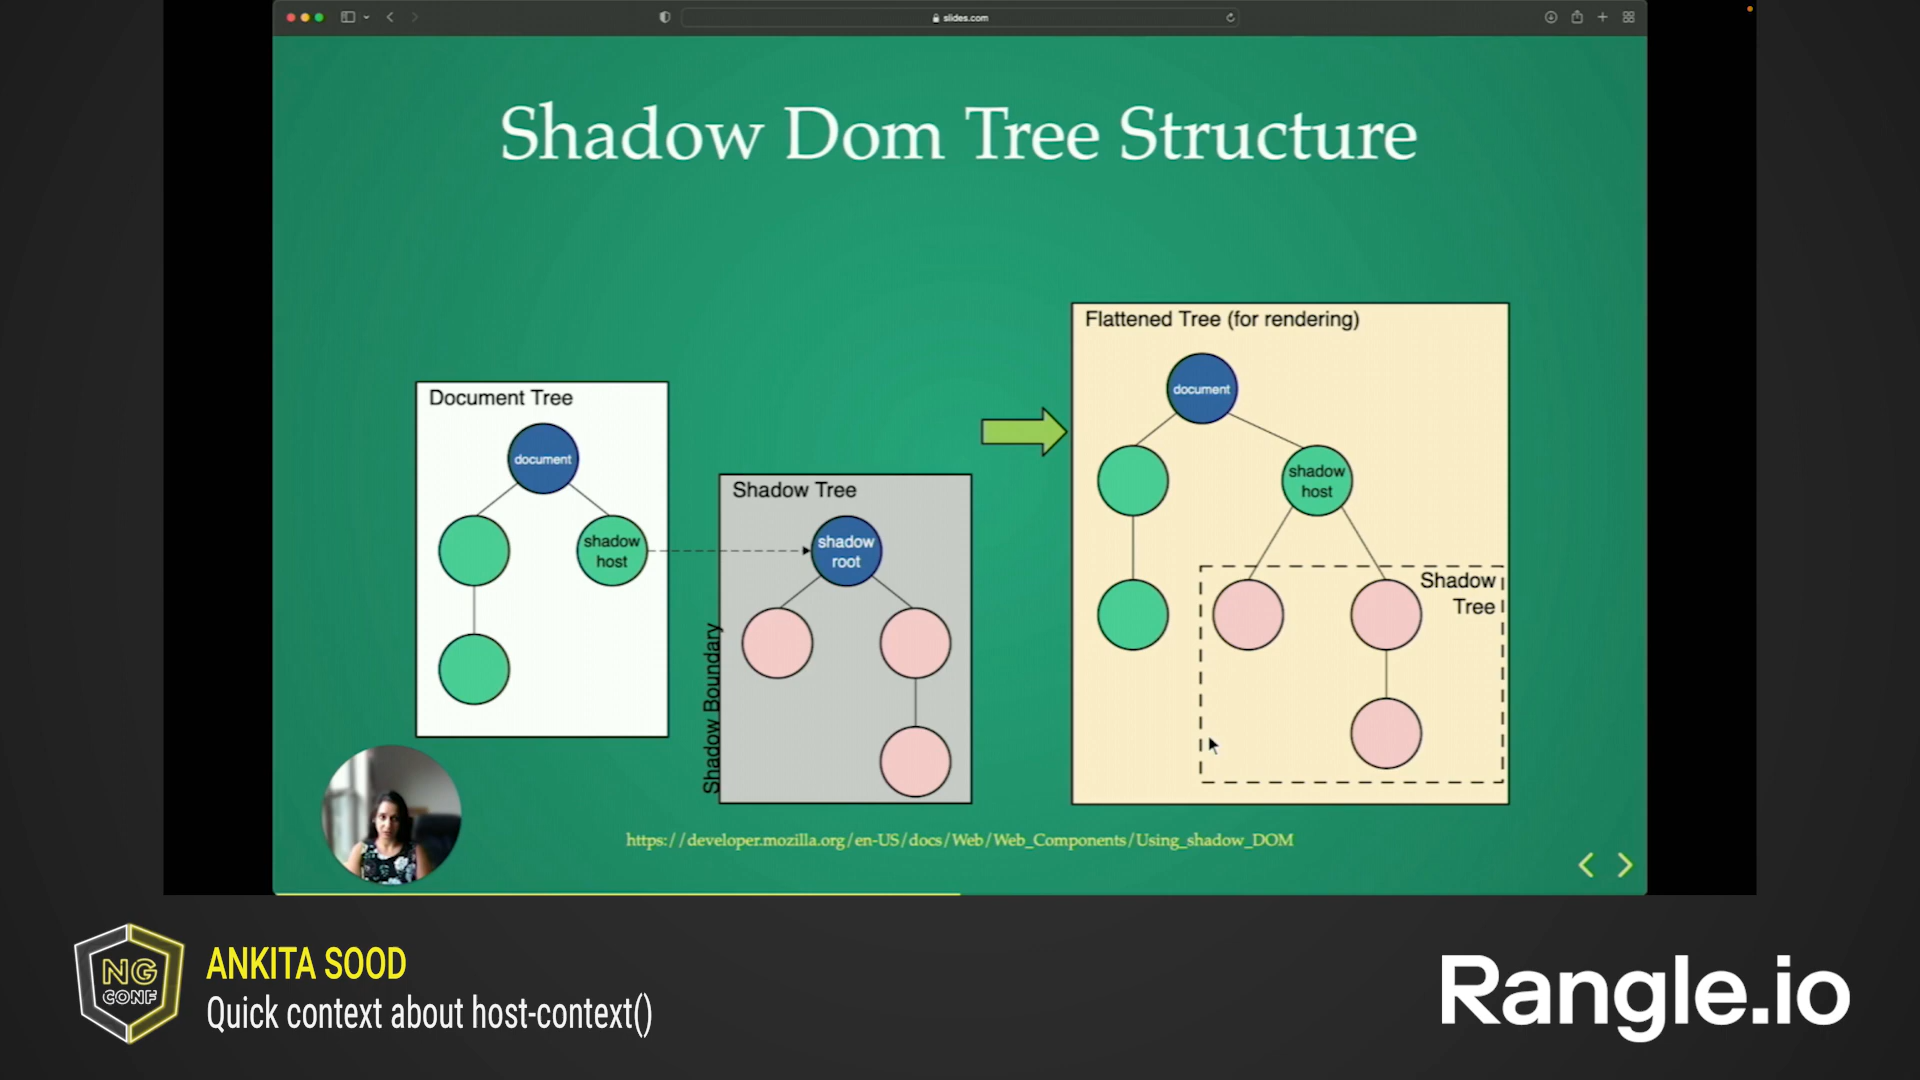 slides.com
Shadow Dom Tree Structure
Document Tree
document
shadow
host
Shadow Tree
shadow
root
Shadow Boundary
Flattened Tree (for rendering)
document
shadow
host
Shadow
Tree
https://developer.mozilla.org/en-US/docs/Web/Web_Components/Using_shadow_DOM
NG
CONF
ANKITA SOOD
Quick context about host-context()
Rangle.io